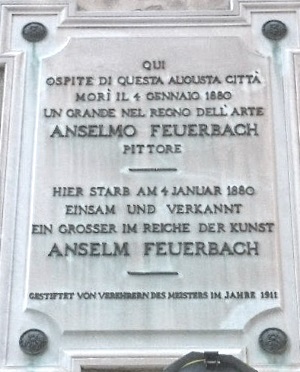 QUI
OSPITE DI QUESTA AUGUSTA CITTÀ
MORÌ IL 4 GENNAIO 1880
UN GRANDE NEL REGNO DELL'ARTE
ANSELMO FEUERBACH
PITTORE
HIER STARB AM 4 JANUAR 1880
EINSAM UND VERKANNT
EIN GROSSER IM REICHE DER KUNST
ANSELM FEUERBACH
GESTIFTET VON VEREHRERN DES MEISTERS IM JAHRE 1911